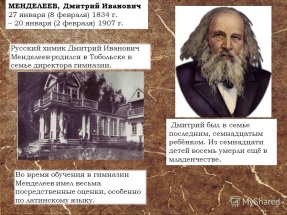 МЕНДЕЛЕЕВ, Дмитрий Иванович
27 января (8 февраля) 1834 г.
– 20 января (2 февраля) 1907 г.
Русский химик Дмитрий Иванович
Менделеев родился в Тобольске в
семье директора гимназии.
Дмитрий был в семье
последним, семнадцатым
ребёнком. Из семнадцати
детей восемь умерли ещё в
младенчестве.
Во время обучения в гимназии
Менделеев имел весьма
посредственные оценки, особенно
по латинскому языку.
MyShared